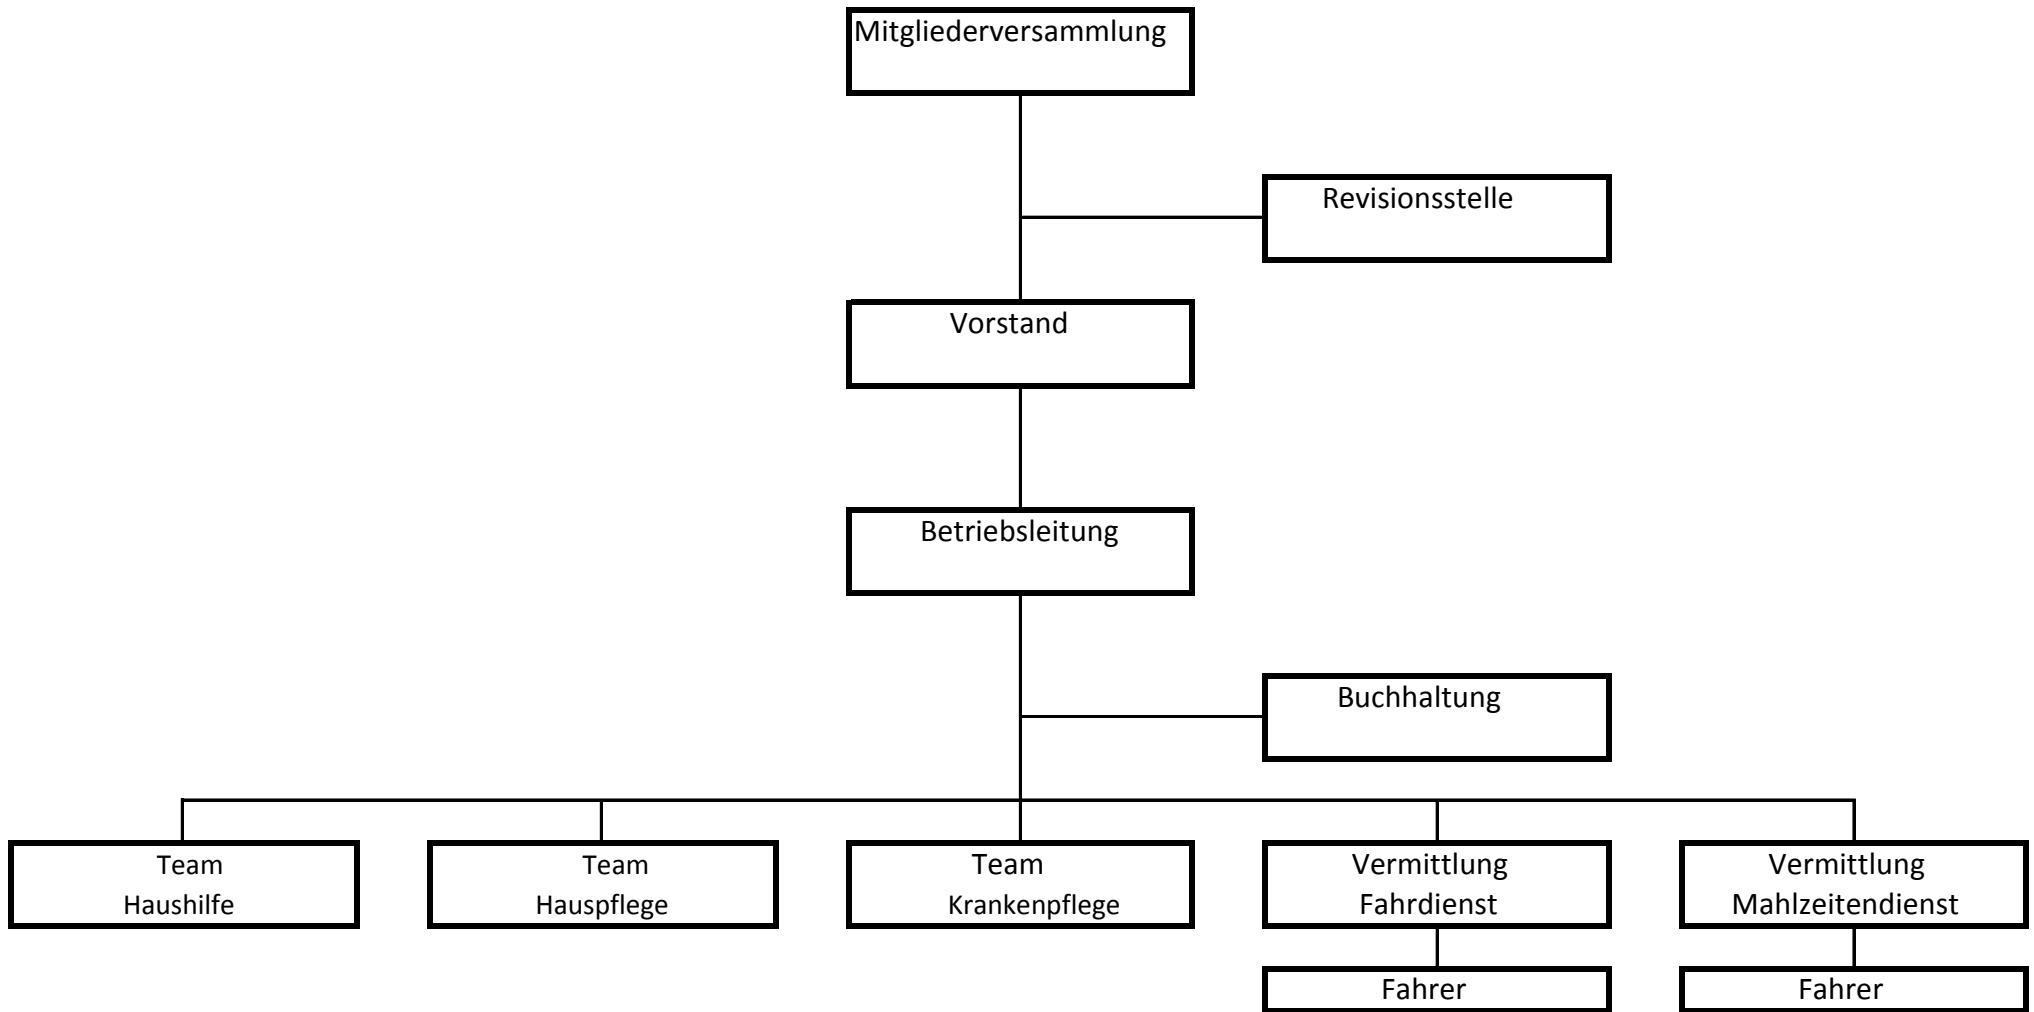 Mitgliederversammlung
Revisionsstelle
Vorstand
Betriebsleitung
Buchhaltung
Team
Haushilfe
Team
Hauspflege
Team
Krankenpflege
Vermittlung
Fahrdienst
Vermittlung
Mahlzeitendienst
Fahrer
Fahrer